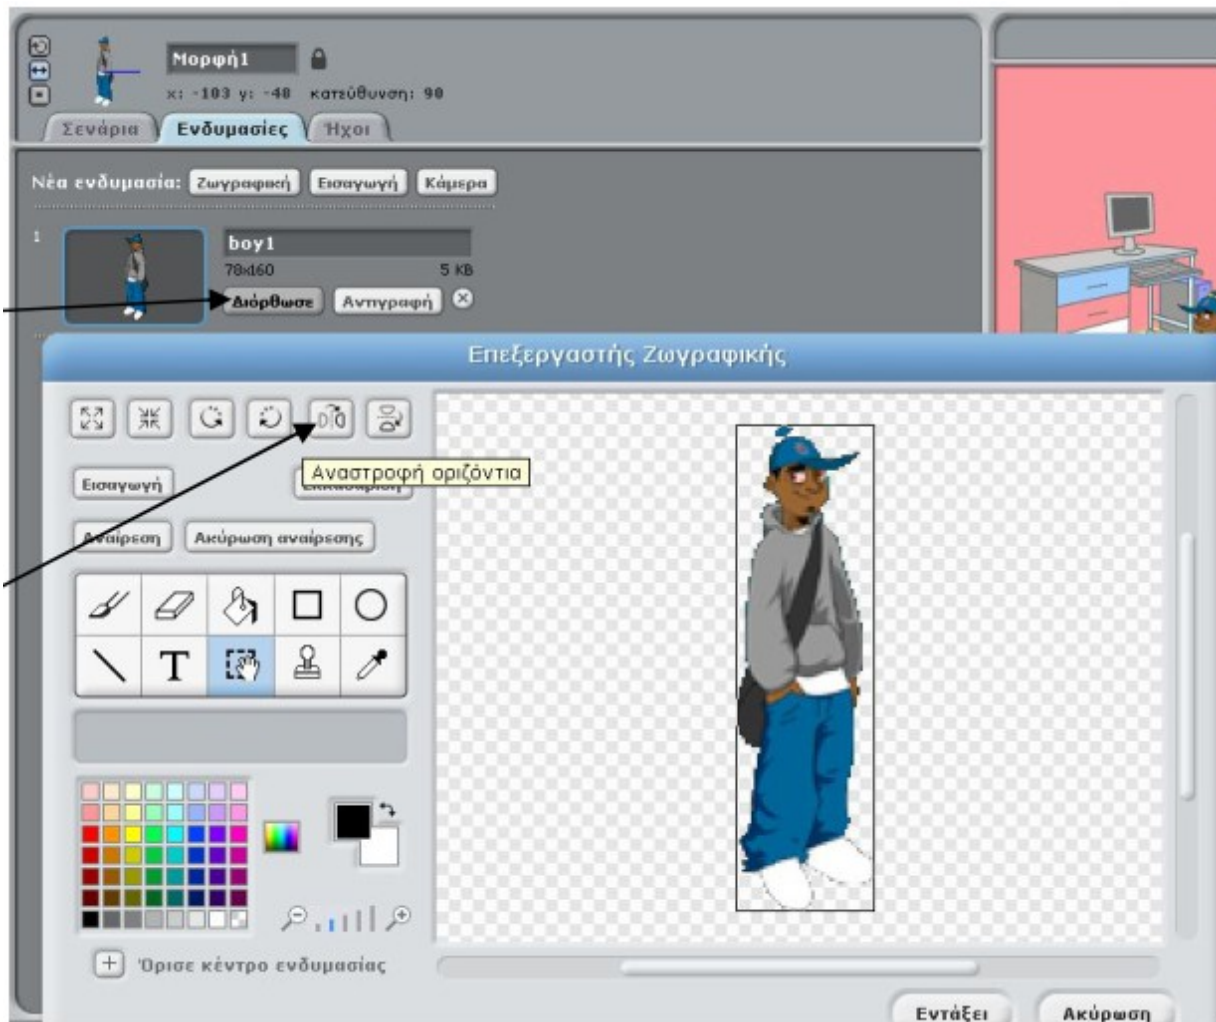 Μορφή1
x: -103 y: -48 κατεύθυνση: 90
Σενάρια Ενδυμασίες Ήχοι
Νέα ενδυμασία: Ζωγραφική Εισαγωγή Κάμερα
1
boy1
78x160 5 KB
Διόρθωσε Αντιγραφή
Επεξεργαστής Ζωγραφικής
Αναστροφή οριζόντια
Εισαγωγή
Αναίρεση Ακύρωση αναίρεσης
T
Όρισε κέντρο ενδυμασίας
Εντάξει Ακύρωση